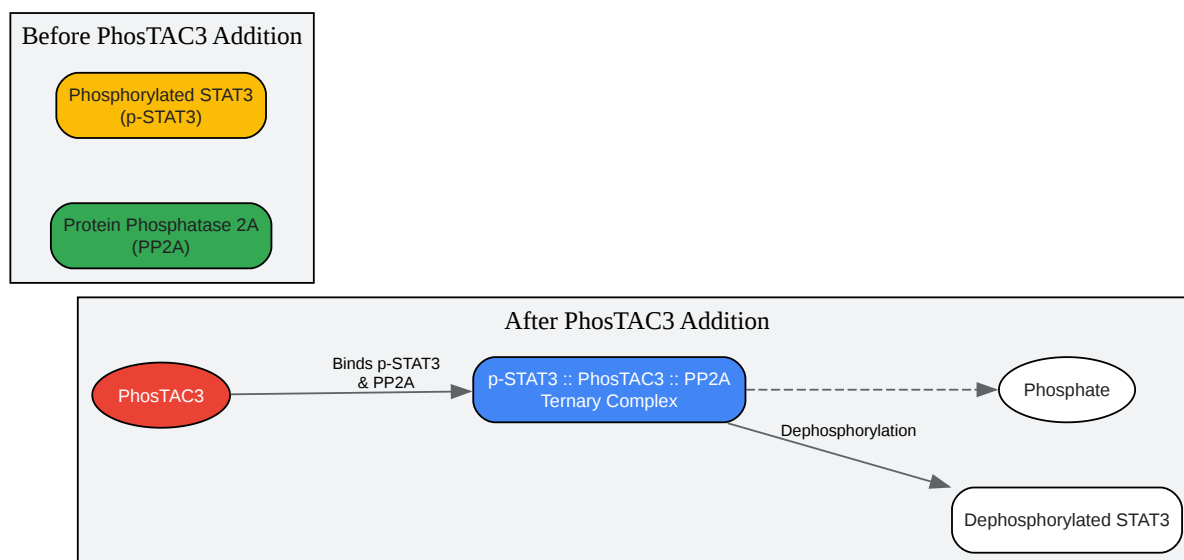 Before PhosTAC3 Addition
Phosphorylated STAT3
(p-STAT3)
Protein Phosphatase 2A
(PP2A)
After PhosTAC3 Addition
PhosTAC3
Binds p-STAT3
& PP2A
p-STAT3 :: PhosTAC3 :: PP2A
Ternary Complex
Phosphate
Dephosphorylation
Dephosphorylated STAT3